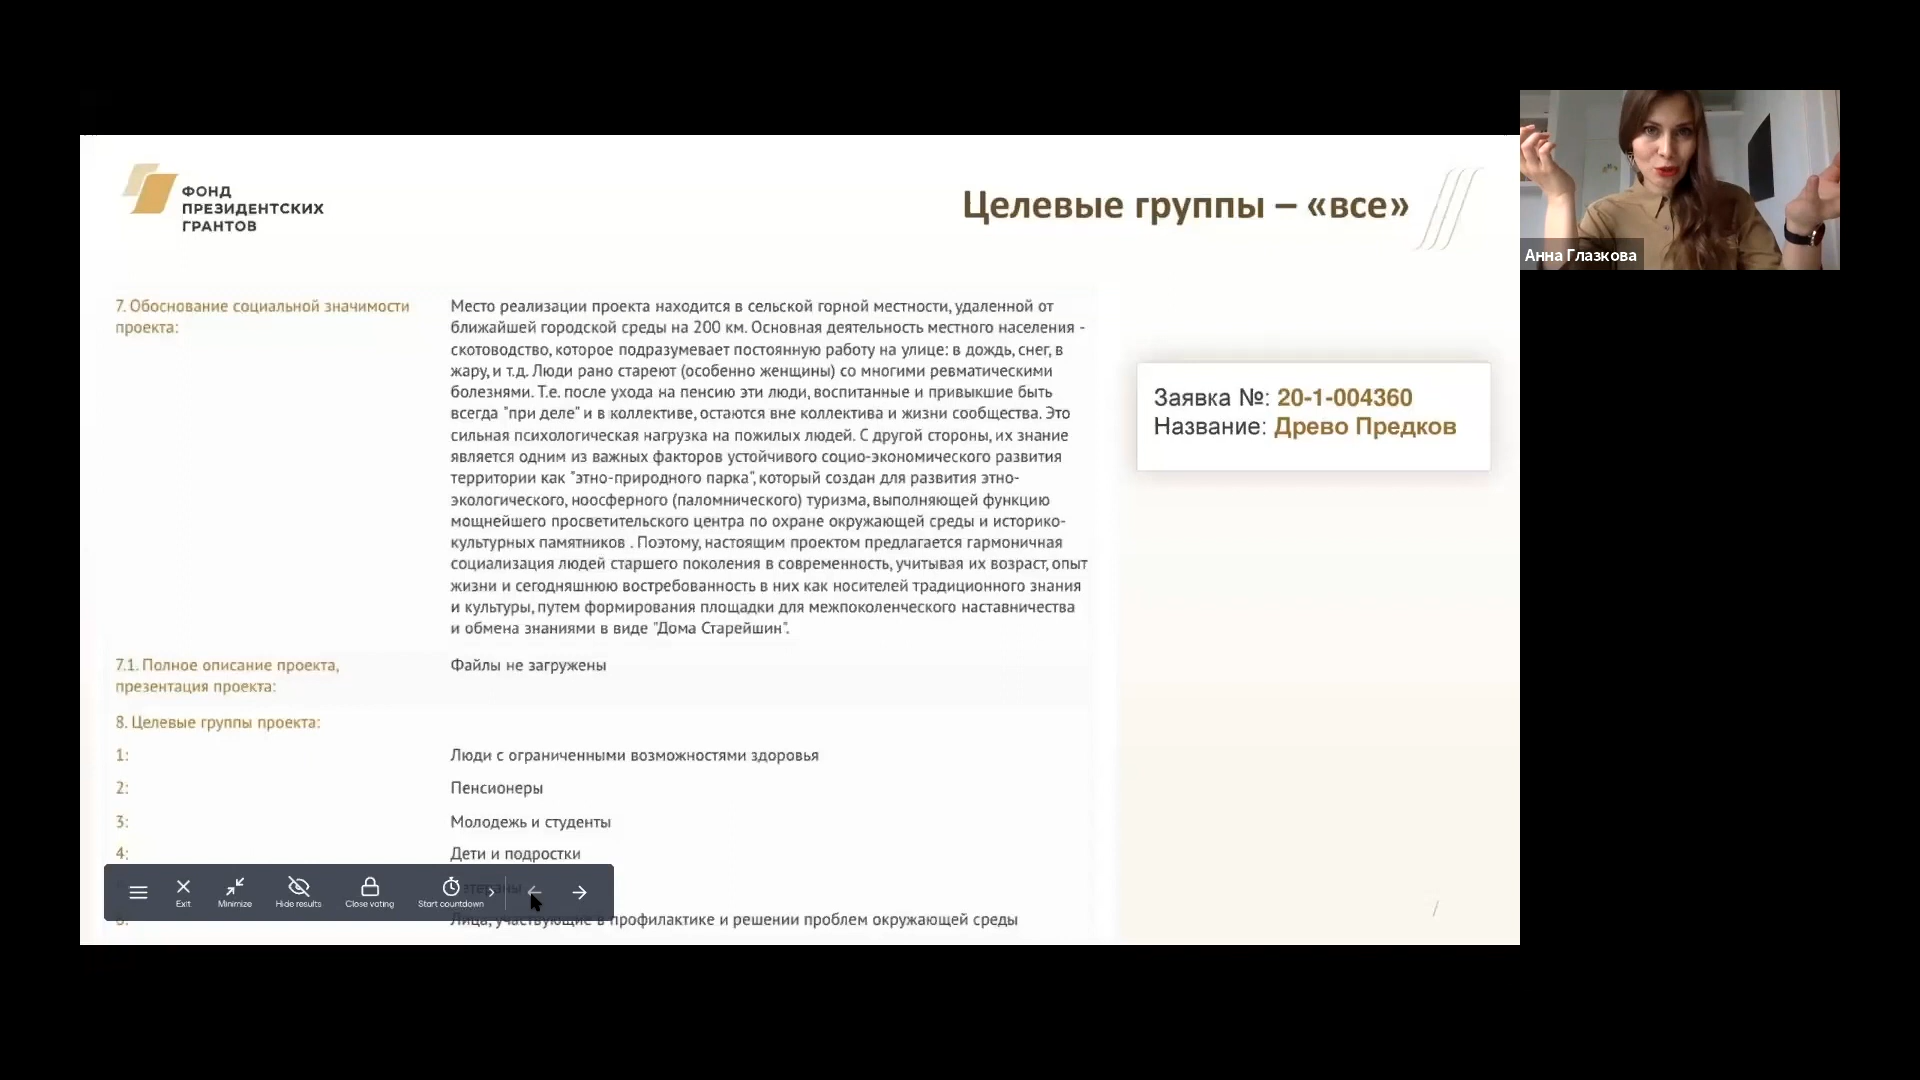 ФОНД
ПРЕЗИДЕНТСКИХ
ГРАНТОВ
Целевые группы – «все»
Анна Глазкова
7. Обоснование социальной значимости
проекта:
Место реализации проекта находится в сельской горной местности, удаленной от
ближайшей городской среды на 200 км. Основная деятельность местного населения -
скотоводство, которое подразумевает постоянную работу на улице: в дождь, снег, в
жару, и т.д. Люди рано стареют (особенно женщины) со многими ревматическими
болезнями. Т.е. после ухода на пенсию эти люди, воспитанные и привыкшие быть
всегда "при деле" и в коллективе, остаются вне коллектива и жизни сообщества. Это
сильная психологическая нагрузка на пожилых людей. С другой стороны, их знание
является одним из важных факторов устойчивого социо-экономического развития
территории как "этно-природного парка", который создан для развития этно-
экологического, ноосферного (паломнического) туризма, выполняющей функцию
мощнейшего просветительского центра по охране окружающей среды и историко-
культурных памятников . Поэтому, настоящим проектом предлагается гармоничная
социализация людей старшего поколения в современность, учитывая их возраст, опыт
жизни и сегодняшнюю востребованность в них как носителей традиционного знания
и культуры, путем формирования площадки для межпоколенческого наставничества
и обмена знаниями в виде "Дома Старейшин".
Заявка №: 20-1-004360
Название: Древо Предков
7.1. Полное описание проекта,
презентация проекта:
Файлы не загружены
8. Целевые группы проекта:
1: Люди с ограниченными возможностями здоровья
2: Пенсионеры
3: Молодежь и студенты
4: Дети и подростки
Exit Minimize Hide results Close voting Start countdown
6: Лица, участвующие в профилактике и решении проблем окружающей среды